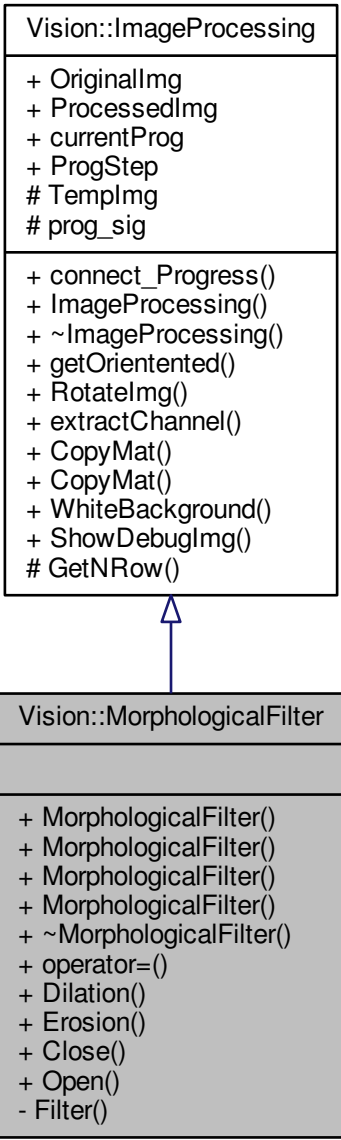 Vision::ImageProcessing
+ OriginalImg
+ ProcessedImg
+ currentProg
+ ProgStep
# TempImg
# prog_sig
+ connect_Progress()
+ ImageProcessing()
+ ~ImageProcessing()
+ getOrientented()
+ RotateImg()
+ extractChannel()
+ CopyMat()
+ CopyMat()
+ WhiteBackground()
+ ShowDebugImg()
# GetNRow()
Vision::MorphologicalFilter
+ MorphologicalFilter()
+ MorphologicalFilter()
+ MorphologicalFilter()
+ MorphologicalFilter()
+ ~MorphologicalFilter()
+ operator=()
+ Dilation()
+ Erosion()
+ Close()
+ Open()
- Filter()